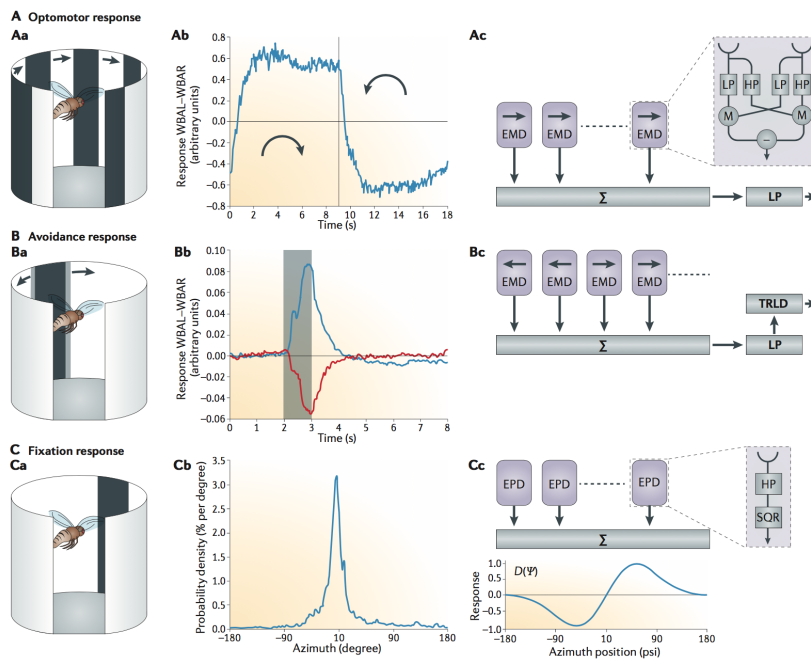 A Optomotor response
Aa
Ab
Response WBAL–WBAR
(arbitrary units)
0.8
0.6
0.4
0.2
0.0
–0.2
–0.4
–0.6
–0.8
0 2 4 6 8 10 12 14 16 18
Time (s)
Ac
EMD EMD EMD
LP HP LP HP
M M
–
Σ
LP
B Avoidance response
Ba
Bb
Response WBAL–WBAR
(arbitrary units)
0.10
0.08
0.06
0.04
0.02
0.00
–0.02
–0.04
–0.06
0 1 2 3 4 5 6 7 8
Time (s)
Bc
EMD EMD EMD EMD
TRLD
Σ
LP
C Fixation response
Ca
Cb
Probability density (% per degree)
3.5
3.0
2.5
2.0
1.5
1.0
0.5
0.0
–180 –90 10 90 180
Azimuth (degree)
Cc
EPD EPD EPD
HP
SQR
Σ
D(Ψ)
Response
1.0
0.5
0
–0.5
–1.0
–180 –90 10 90 180
Azimuth position (psi)